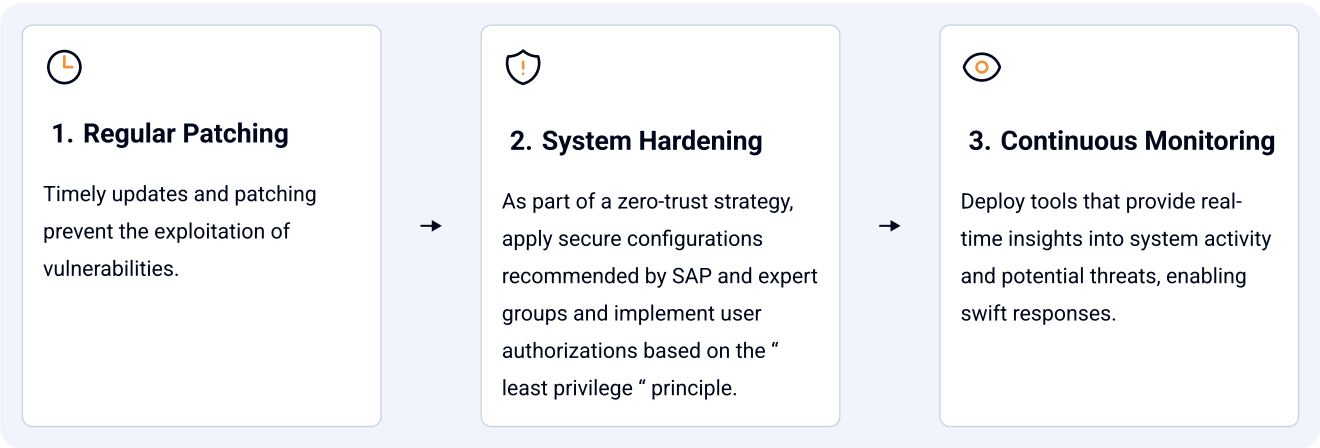 1. Regular Patching
Timely updates and patching
prevent the exploitation of
vulnerabilities.
2. System Hardening
As part of a zero-trust strategy,
apply secure configurations
recommended by SAP and expert
groups and implement user
authorizations based on the “
least privilege “ principle.
3. Continuous Monitoring
Deploy tools that provide real-
time insights into system activity
and potential threats, enabling
swift responses.